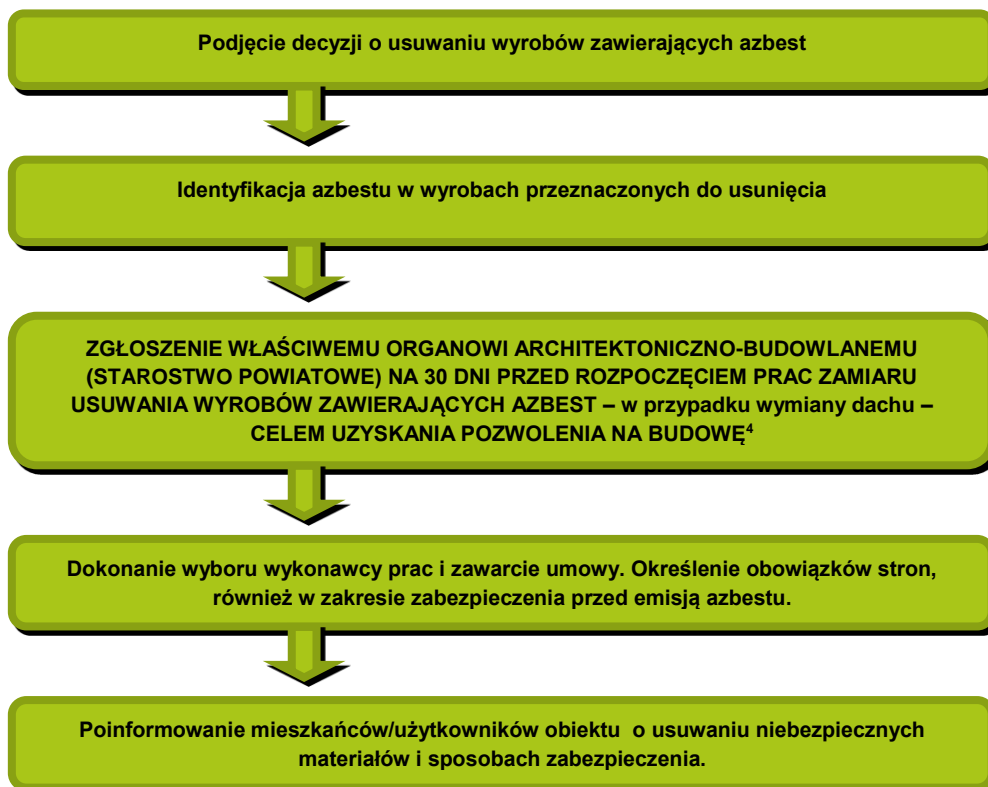 Podjęcie decyzji o usuwaniu wyrobów zawierających azbest
Identyfikacja azbestu w wyrobach przeznaczonych do usunięcia
ZGŁOSZENIE WŁAŚCIWEMU ORGANOWI ARCHITEKTONICZNO-BUDOWLANEMU
(STAROSTWO POWIATOWE) NA 30 DNI PRZED ROZPOCZĘCIEM PRAC ZAMIARU
USUWANIA WYROBÓW ZAWIERAJĄCYCH AZBEST – w przypadku wymiany dachu –
CELEM UZYSKANIA POZWOLENIA NA BUDOWĘ⁴
Dokonanie wyboru wykonawcy prac i zawarcie umowy. Określenie obowiązków stron,
również w zakresie zabezpieczenia przed emisją azbestu.
Poinformowanie mieszkańców/użytkowników obiektu o usuwaniu niebezpiecznych
materiałów i sposobach zabezpieczenia.